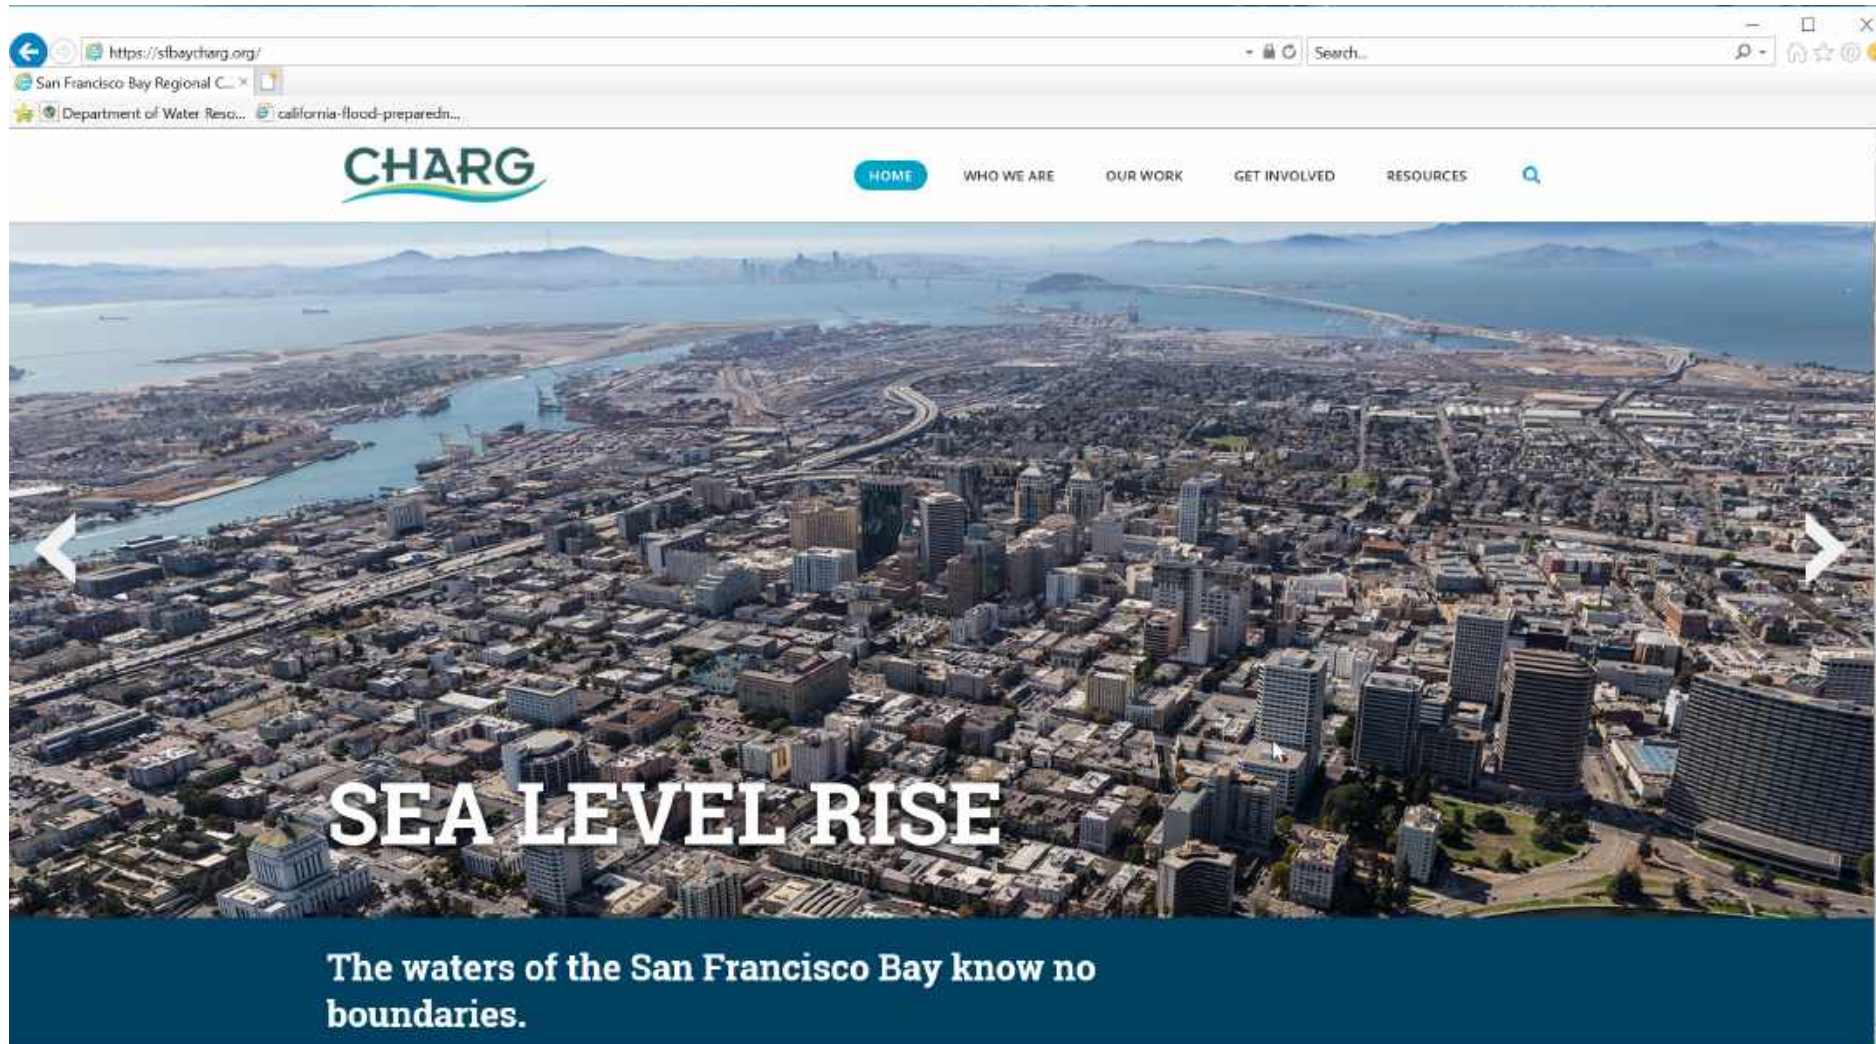 https://sfbaycharg.org/
Search...
San Francisco Bay Regional C...
Department of Water Reso... california-flood-preparedn...
CHARG
HOME WHO WE ARE OUR WORK GET INVOLVED RESOURCES
SEA LEVEL RISE
The waters of the San Francisco Bay know no
boundaries.